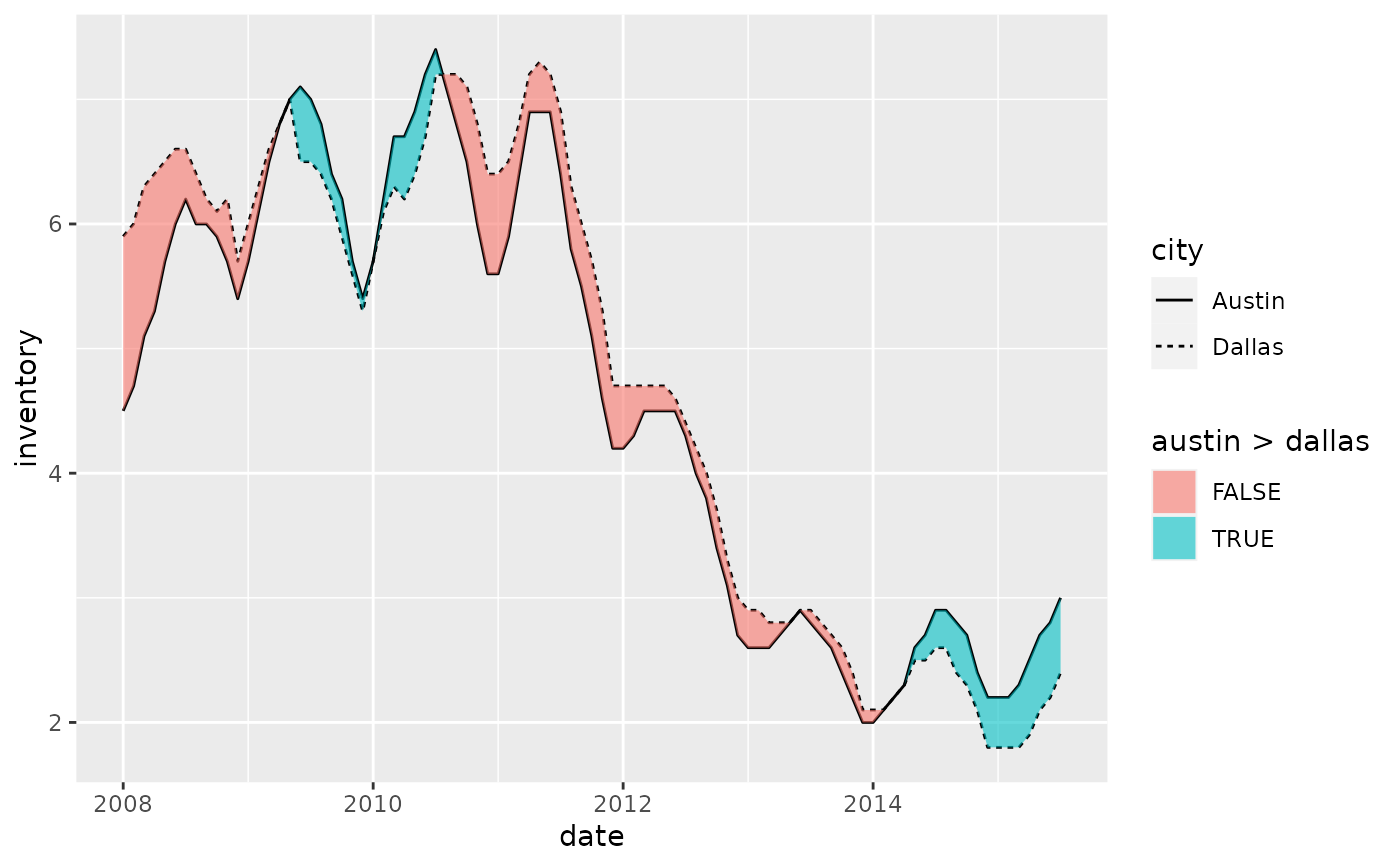 inventory
6
4
2
2008
2010
2012
2014
date
city
Austin
Dallas
austin > dallas
FALSE
TRUE